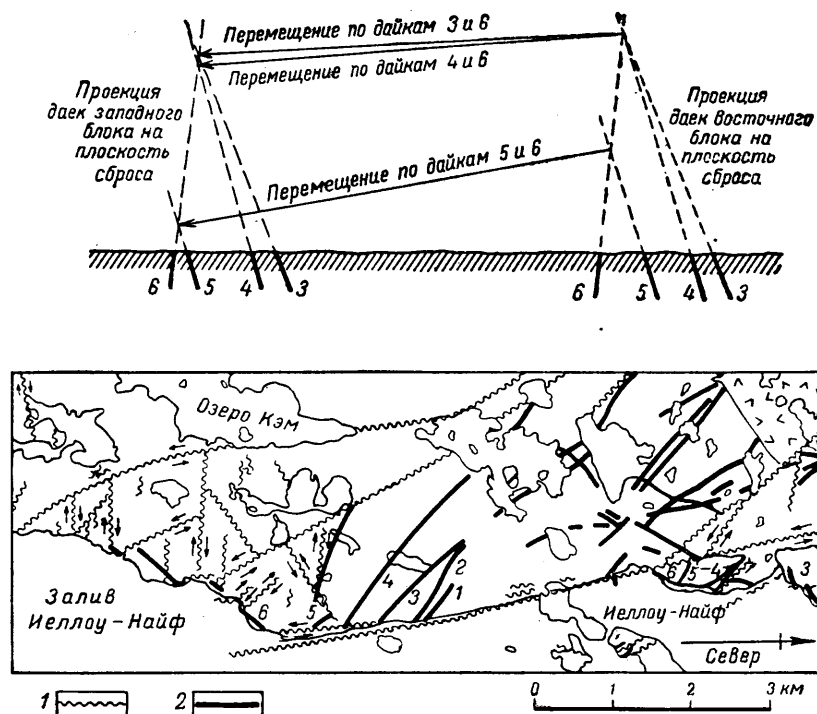 Перемещение по дайкам 3 и 6
Перемещение по дайкам 4 и 6
Проекция
даек западного
блока на
плоскость
сброса
Проекция
даек восточного
блока на
плоскость
сброса
Перемещение по дайкам 5 и 6
6 5 4 3
6 5 4 3
Озеро Кэм
4
2
3
1
6
5
6 5 4
3
Залив
Иеллоу-Найф
Иеллоу-Найф
Север
1
2
0 1 2 3 км